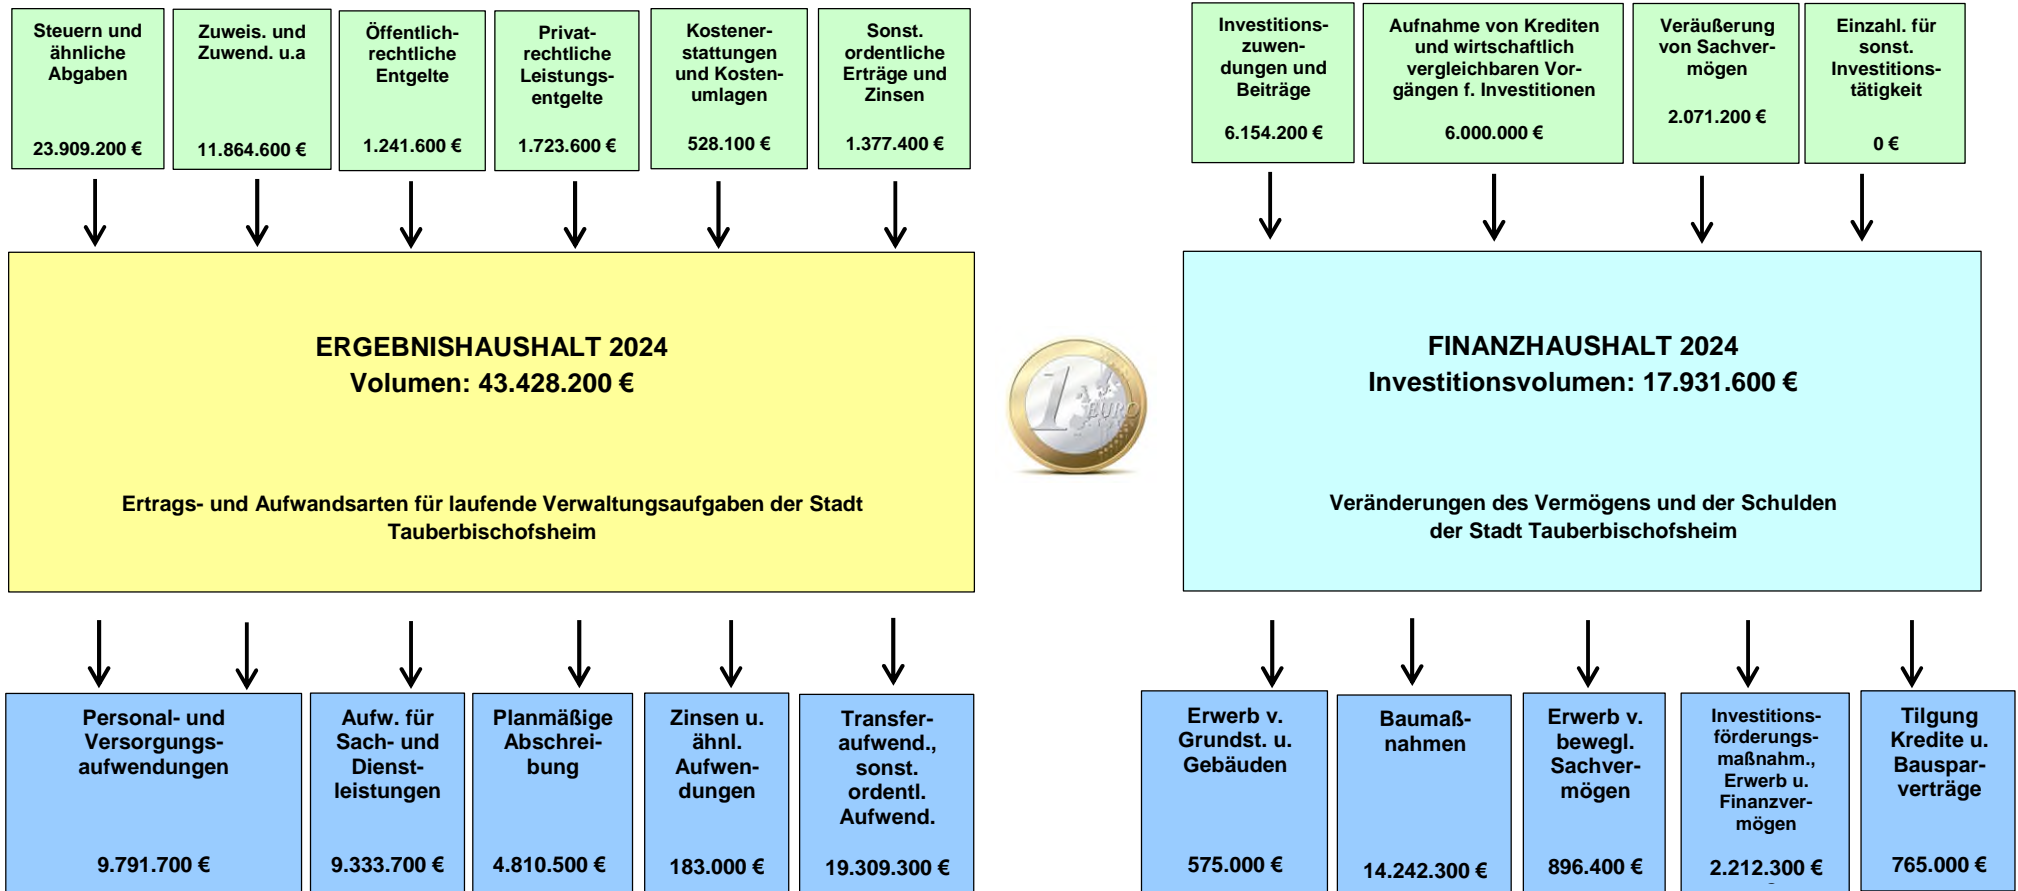 Steuern und
ähnliche
Abgaben
23.909.200 €
Zuweis. und
Zuwend. u.a
11.864.600 €
Öffentlich-
rechtliche
Entgelte
1.241.600 €
Privat-
rechtliche
Leistungs-
entgelte
1.723.600 €
Kostener-
stattungen
und Kosten-
umlagen
528.100 €
Sonst.
ordentliche
Erträge und
Zinsen
1.377.400 €
Investitions-
zuwen-
dungen und
Beiträge
6.154.200 €
Aufnahme von Krediten
und wirtschaftlich
vergleichbaren Vor-
gängen f. Investitionen
6.000.000 €
Veräußerung
von Sachver-
mögen
2.071.200 €
Einzahl. für
sonst.
Investitions-
tätigkeit
0 €
ERGEBNISHAUSHALT 2024
Volumen: 43.428.200 €
Ertrags- und Aufwandsarten für laufende Verwaltungsaufgaben der Stadt
Tauberbischofsheim
1
EURO
FINANZHAUSHALT 2024
Investitionsvolumen: 17.931.600 €
Veränderungen des Vermögens und der Schulden
der Stadt Tauberbischofsheim
Personal- und
Versorgungs-
aufwendungen
9.791.700 €
Aufw. für
Sach- und
Dienst-
leistungen
9.333.700 €
Planmäßige
Abschrei-
bung
4.810.500 €
Zinsen u.
ähnl.
Aufwen-
dungen
183.000 €
Transfer-
aufwend.,
sonst.
ordentl.
Aufwend.
19.309.300 €
Erwerb v.
Grundst. u.
Gebäuden
575.000 €
Baumaß-
nahmen
14.242.300 €
Erwerb v.
bewegl.
Sachver-
mögen
896.400 €
Investitions-
förderungs-
maßnahm.,
Erwerb u.
Finanzver-
mögen
2.212.300 €
Tilgung
Kredite u.
Bauspar-
verträge
765.000 €